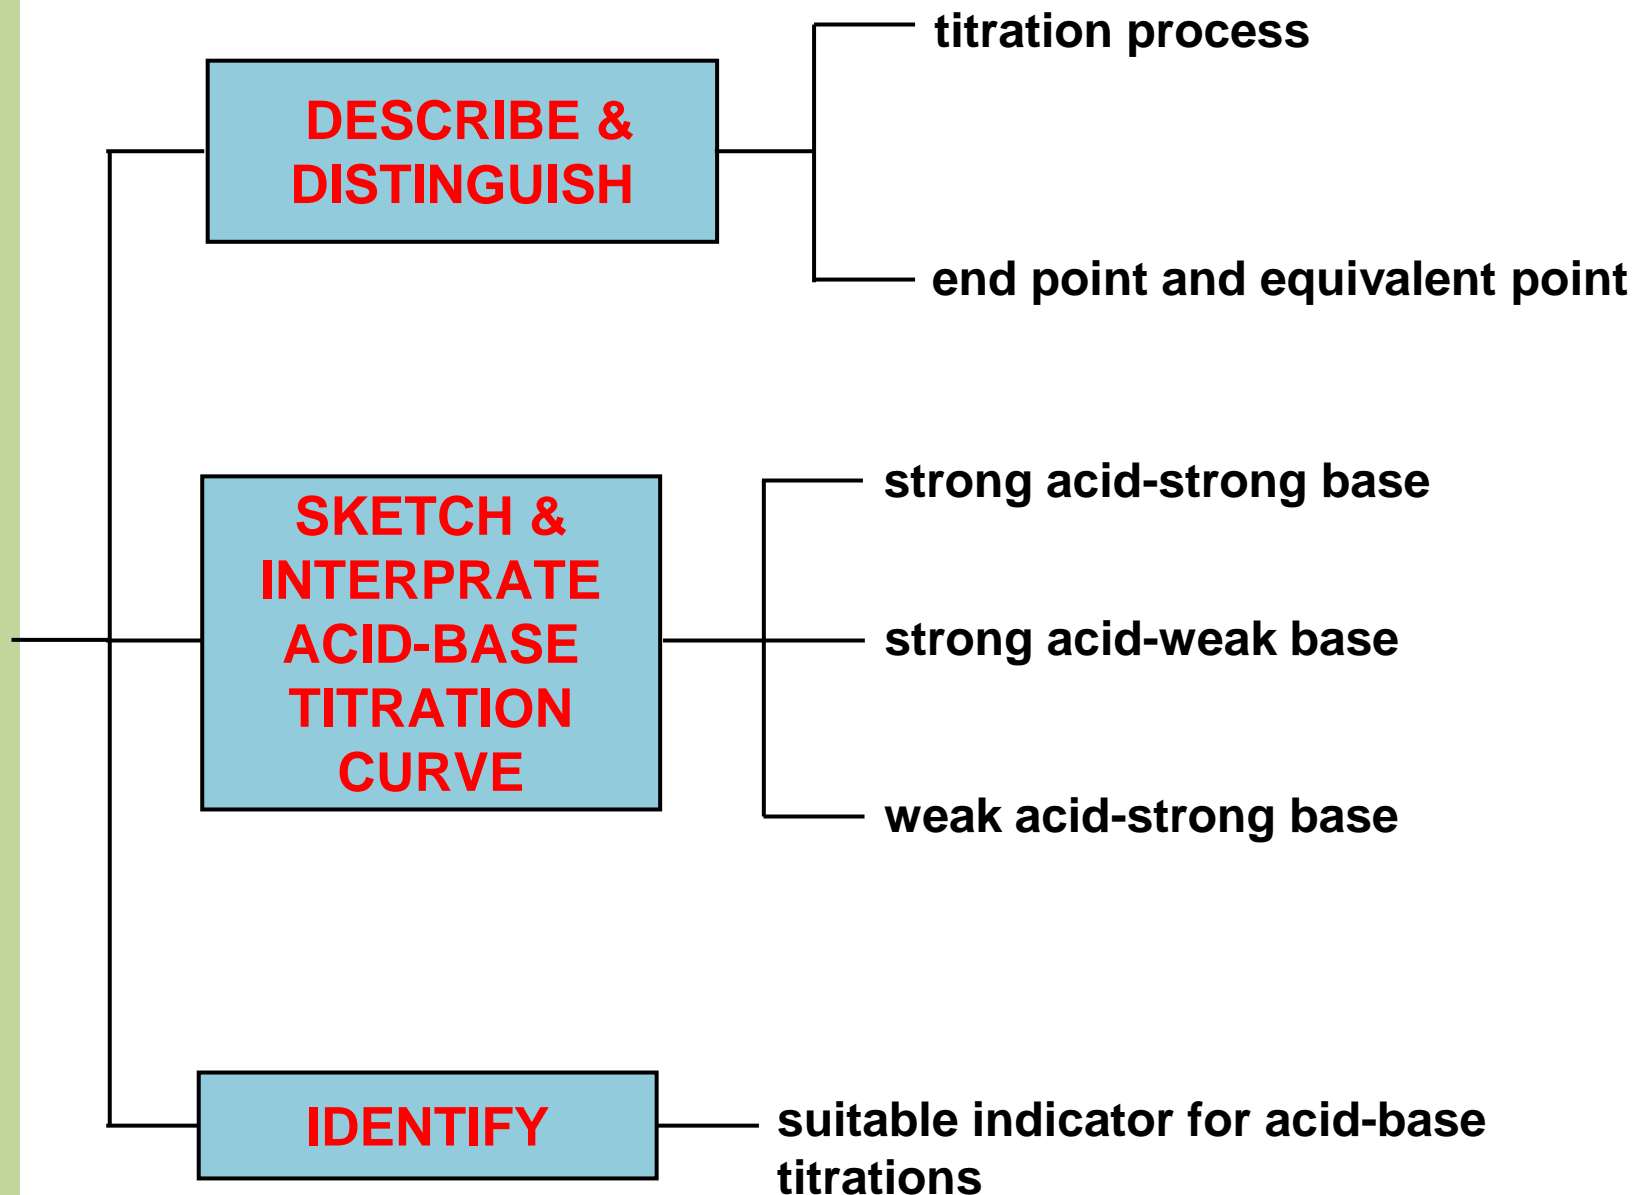 titration process
DESCRIBE &
DISTINGUISH
end point and equivalent point
strong acid-strong base
SKETCH &
INTERPRATE
ACID-BASE
TITRATION
CURVE
strong acid-weak base
weak acid-strong base
IDENTIFY
suitable indicator for acid-base
titrations